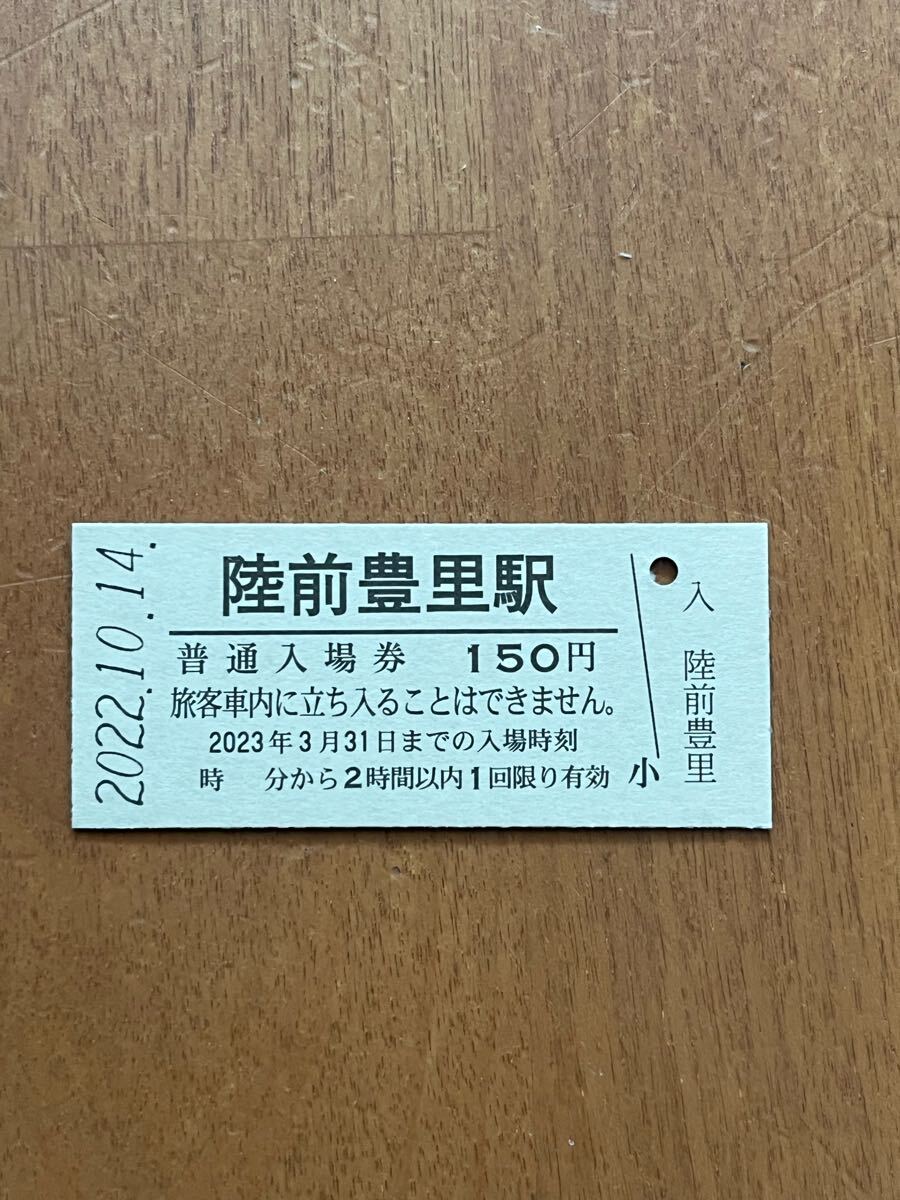 2022.10.14.
陸前豊里駅
普通入場券 150円
旅客車内に立ち入ることはできません。
2023年3月31日までの入場時刻
時 分から2時間以内1回限り有効
小
入 陸前豊里